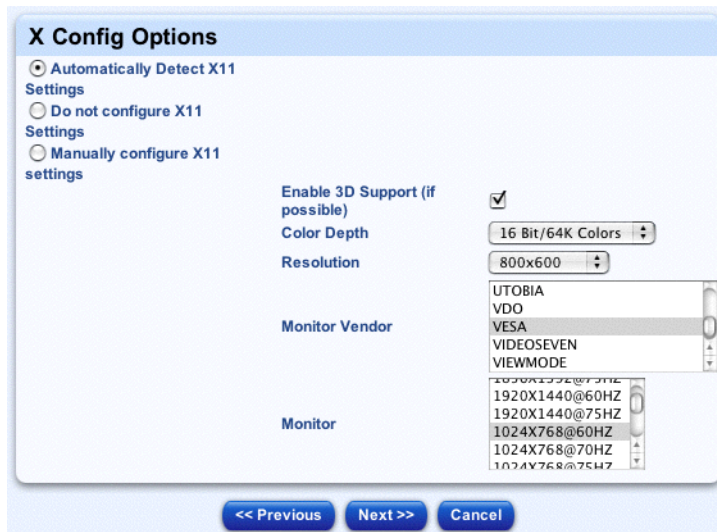 X Config Options
Automatically Detect X11
Settings
Do not configure X11
Settings
Manually configure X11
settings
Enable 3D Support (if
possible)
Color Depth
16 Bit/64K Colors
Resolution
800x600
Monitor Vendor
UTOBIA
VDO
VESA
VIDEOSEVEN
VIEWMODE
Monitor
1920X1440@60HZ
1920X1440@75HZ
1024X768@60HZ
1024X768@70HZ
1024X768@75HZ
<< Previous
Next >>
Cancel